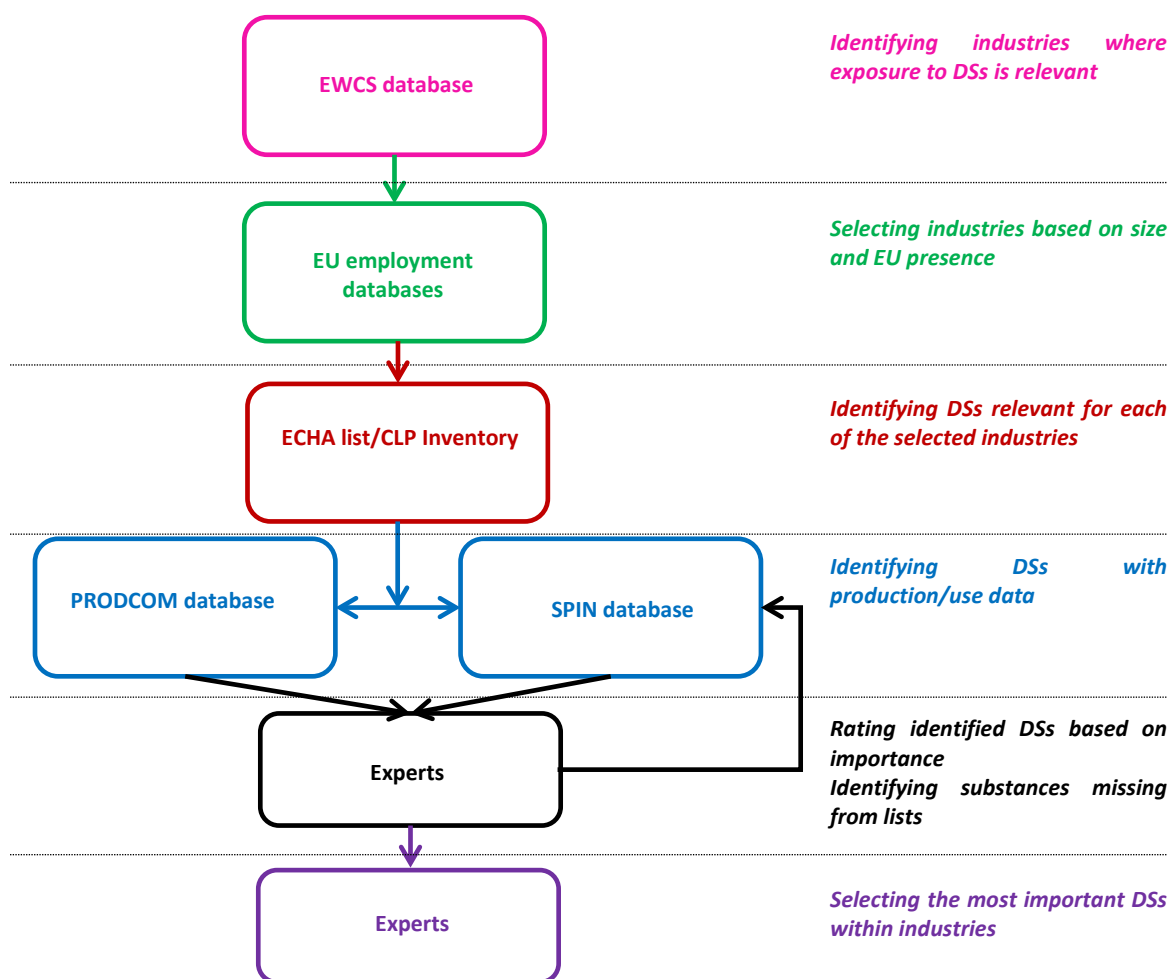 Identifying industries where
exposure to DSs is relevant
EWCS database
Selecting industries based on size
and EU presence
EU employment
databases
Identifying DSs relevant for each
of the selected industries
ECHA list/CLP Inventory
Identifying DSs with
production/use data
PRODCOM database
SPIN database
Rating identified DSs based on
importance
Identifying substances missing
from lists
Experts
Selecting the most important DSs
within industries
Experts